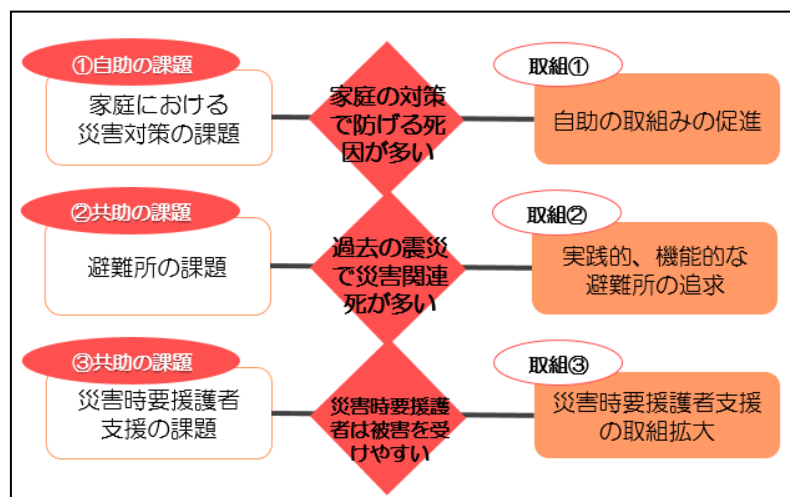 ①自助の課題
家庭における
災害対策の課題
家庭の対策
で防げる死
因が多い
取組①
自助の取組みの促進
②共助の課題
避難所の課題
過去の震災
で災害関連
死が多い
取組②
実践的、機能的な
避難所の追求
③共助の課題
災害時要援護者
支援の課題
災害時要援護
者は被害を受
けやすい
取組③
災害時要援護者支援
の取組拡大